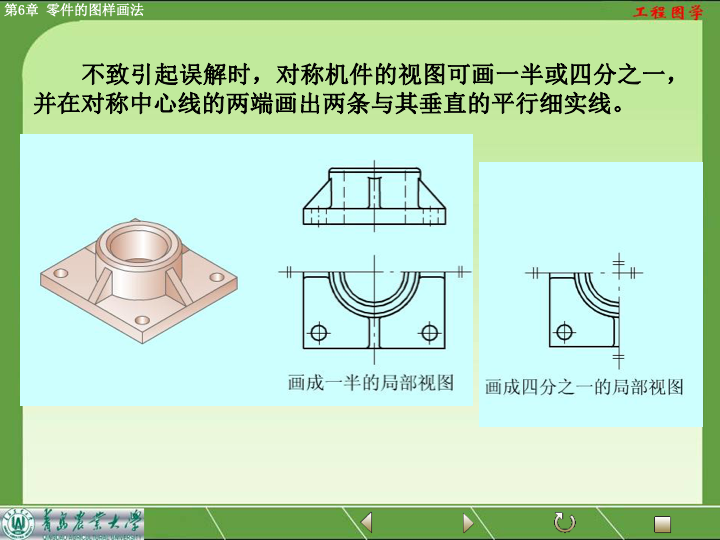 第6章 零件的图样画法
工程图学
不致引起误解时，对称机件的视图可画一半或四分之一，
并在对称中心线的两端画出两条与其垂直的平行细实线。
画成一半的局部视图
画成四分之一的局部视图
青岛农业大学